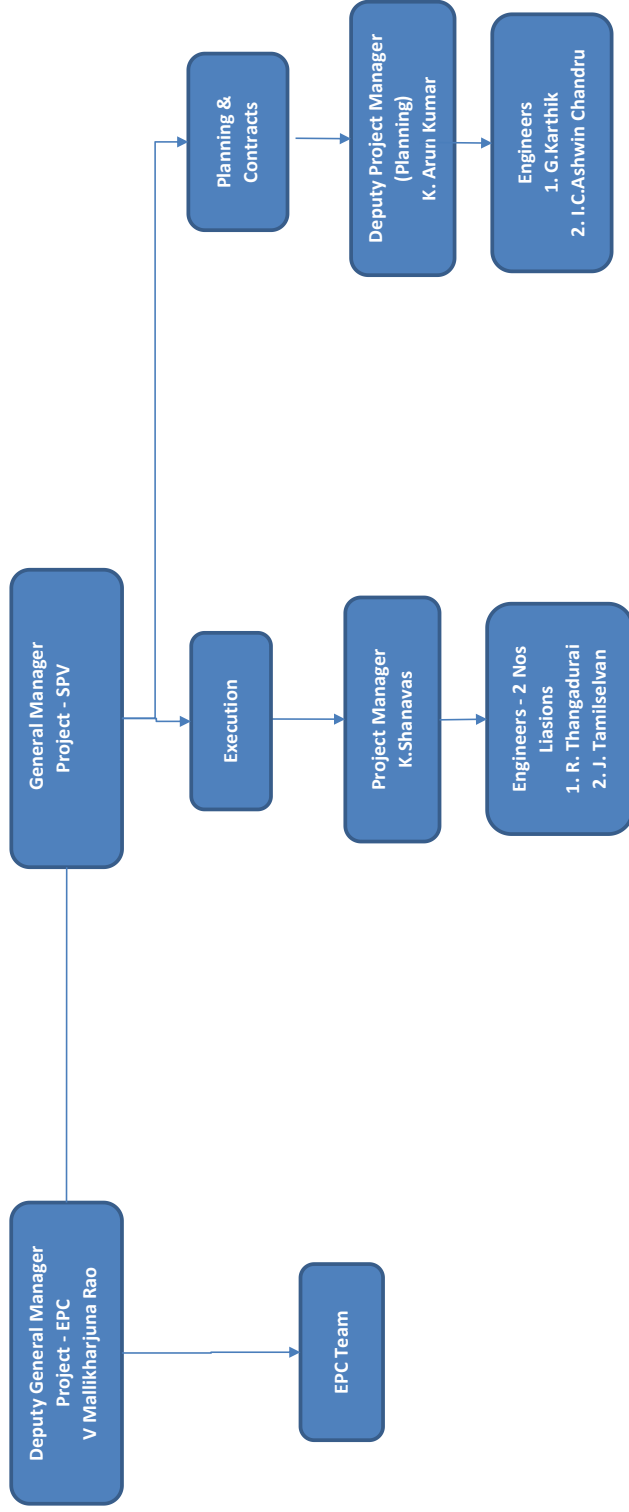 Deputy General Manager
Project - EPC
V Mallikharjuna Rao
General Manager
Project - SPV
EPC Team
Execution
Planning &
Contracts
Project Manager
K.Shanavas
Deputy Project Manager
(Planning)
K. Arun Kumar
Engineers - 2 Nos
Liasions
1. R. Thangadurai
2. J. Tamilselvan
Engineers
1. G.Karthik
2. I.C.Ashwin Chandru